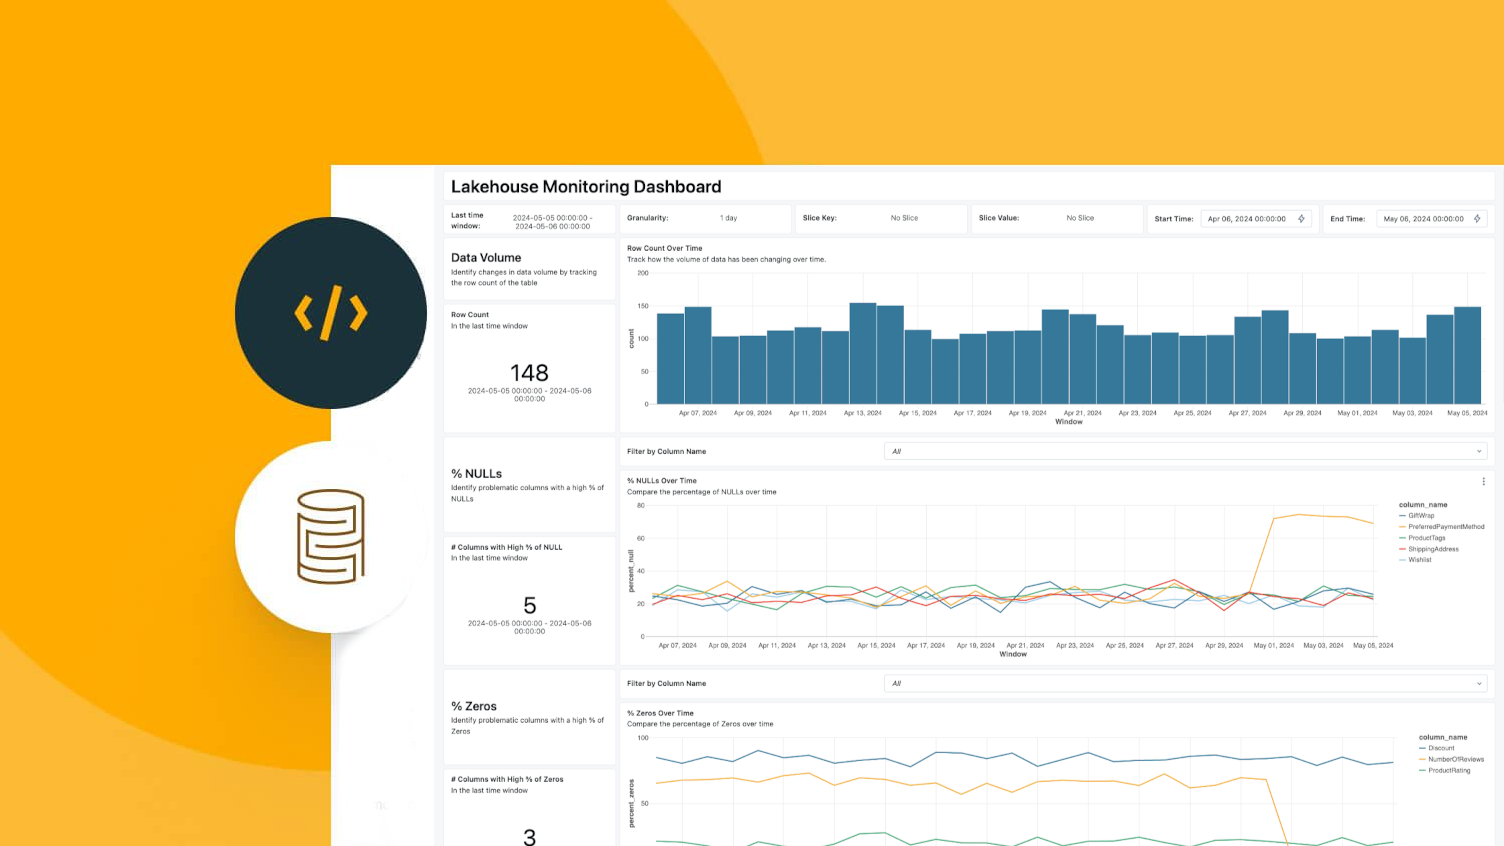 Lakehouse Monitoring Dashboard
Last time window:
2024-05-05 00:00:00 -
2024-05-06 00:00:00
Granularity:
1 day
Slice Key:
No Slice
Slice Value:
No Slice
Start Time:
Apr 06, 2024 00:00:00
End Time:
May 06, 2024 00:00:00
Data Volume
Identify changes in data volume by tracking
the row count of the table
Row Count
In the last time window
148
2024-05-05 00:00:00 - 2024-05-06
00:00:00
Row Count Over Time
Track how the volume of data has been changing over time.
200
150
100
50
0
count
Apr 07, 2024
Apr 09, 2024
Apr 11, 2024
Apr 13, 2024
Apr 15, 2024
Apr 17, 2024
Apr 19, 2024
Apr 21, 2024
Apr 23, 2024
Apr 25, 2024
Apr 27, 2024
Apr 29, 2024
May 01, 2024
May 03, 2024
May 05, 2024
Window
% NULLs
Identify problematic columns with a high % of
NULLs
Filter by Column Name
All
# Columns with High % of NULL
In the last time window
5
2024-05-05 00:00:00 - 2024-05-06
00:00:00
% NULLs Over Time
Compare the percentage of NULLs over time
80
60
40
20
0
percent_null
Apr 07, 2024
Apr 09, 2024
Apr 11, 2024
Apr 13, 2024
Apr 15, 2024
Apr 17, 2024
Apr 19, 2024
Apr 21, 2024
Apr 23, 2024
Apr 25, 2024
Apr 27, 2024
Apr 29, 2024
May 01, 2024
May 03, 2024
May 05, 2024
Window
column_name
GiftWrap
PreferredPaymentMethod
ProductTags
ShippingAddress
Wishlist
% Zeros
Identify problematic columns with a high % of
Zeros
Filter by Column Name
All
# Columns with High % of Zeros
In the last time window
3
% Zeros Over Time
Compare the percentage of Zeros over time
100
50
percent_zeros
column_name
Discount
NumberOfReviews
ProductRating